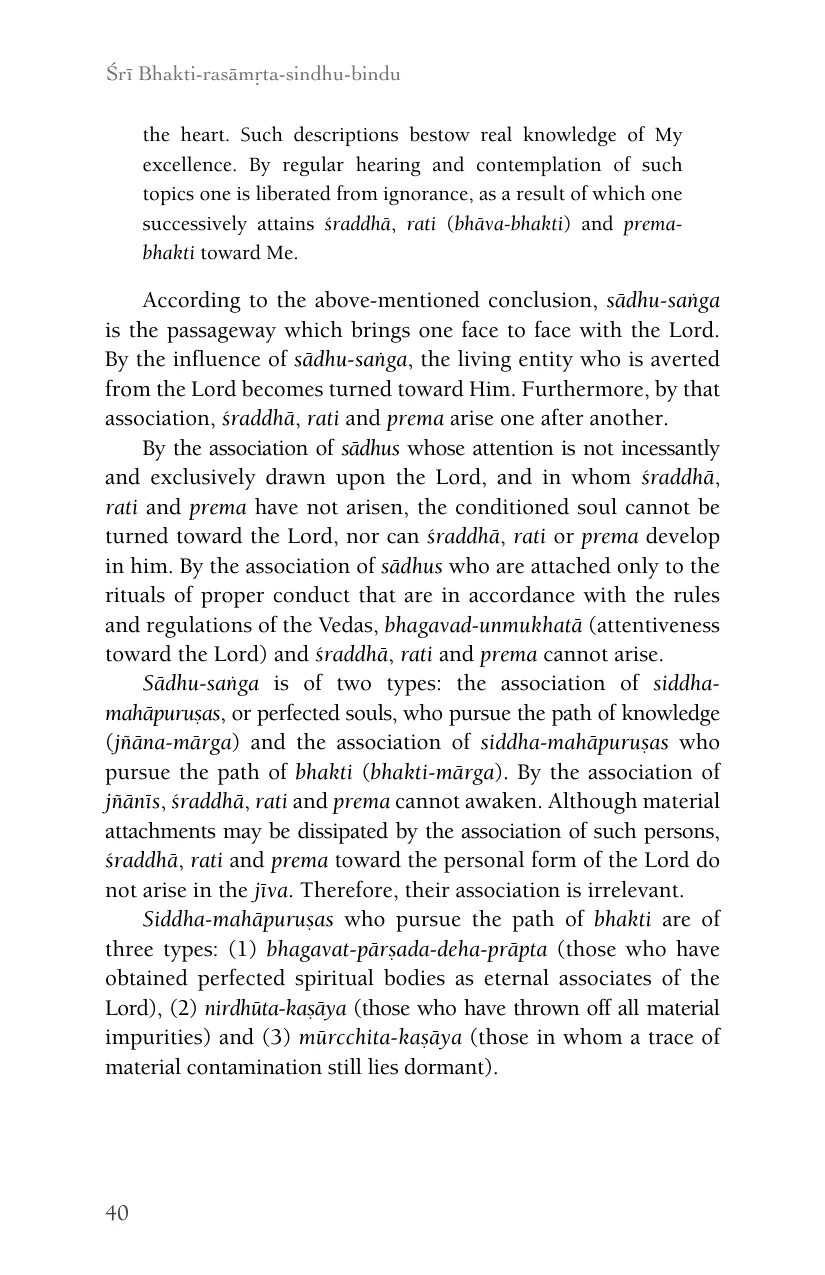 Śrī Bhakti-rasāmṛta-sindhu-bindu
the heart. Such descriptions bestow real knowledge of My
excellence. By regular hearing and contemplation of such
topics one is liberated from ignorance, as a result of which one
successively attains śraddhā, rati (bhāva-bhakti) and prema-
bhakti toward Me.
According to the above-mentioned conclusion, sādhu-saṅga
is the passageway which brings one face to face with the Lord.
By the influence of sādhu-saṅga, the living entity who is averted
from the Lord becomes turned toward Him. Furthermore, by that
association, śraddhā, rati and prema arise one after another.
By the association of sādhus whose attention is not incessantly
and exclusively drawn upon the Lord, and in whom śraddhā,
rati and prema have not arisen, the conditioned soul cannot be
turned toward the Lord, nor can śraddhā, rati or prema develop
in him. By the association of sādhus who are attached only to the
rituals of proper conduct that are in accordance with the rules
and regulations of the Vedas, bhagavad-unmukhatā (attentiveness
toward the Lord) and śraddhā, rati and prema cannot arise.
Sādhu-saṅga is of two types: the association of siddha-
mahāpuruṣas, or perfected souls, who pursue the path of knowledge
(jñāna-mārga) and the association of siddha-mahāpuruṣas who
pursue the path of bhakti (bhakti-mārga). By the association of
jñānīs, śraddhā, rati and prema cannot awaken. Although material
attachments may be dissipated by the association of such persons,
śraddhā, rati and prema toward the personal form of the Lord do
not arise in the jīva. Therefore, their association is irrelevant.
Siddha-mahāpuruṣas who pursue the path of bhakti are of
three types: (1) bhagavat-pārṣada-deha-prāpta (those who have
obtained perfected spiritual bodies as eternal associates of the
Lord), (2) nirdhūta-kaṣāya (those who have thrown off all material
impurities) and (3) mūrcchita-kaṣāya (those in whom a trace of
material contamination still lies dormant).
40